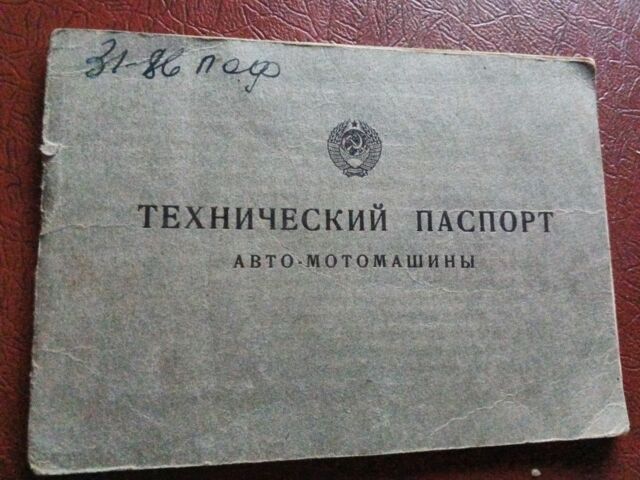 31-86 поф
ТЕХНИЧЕСКИЙ ПАСПОРТ
АВТО-МОТОМАШИНЫ